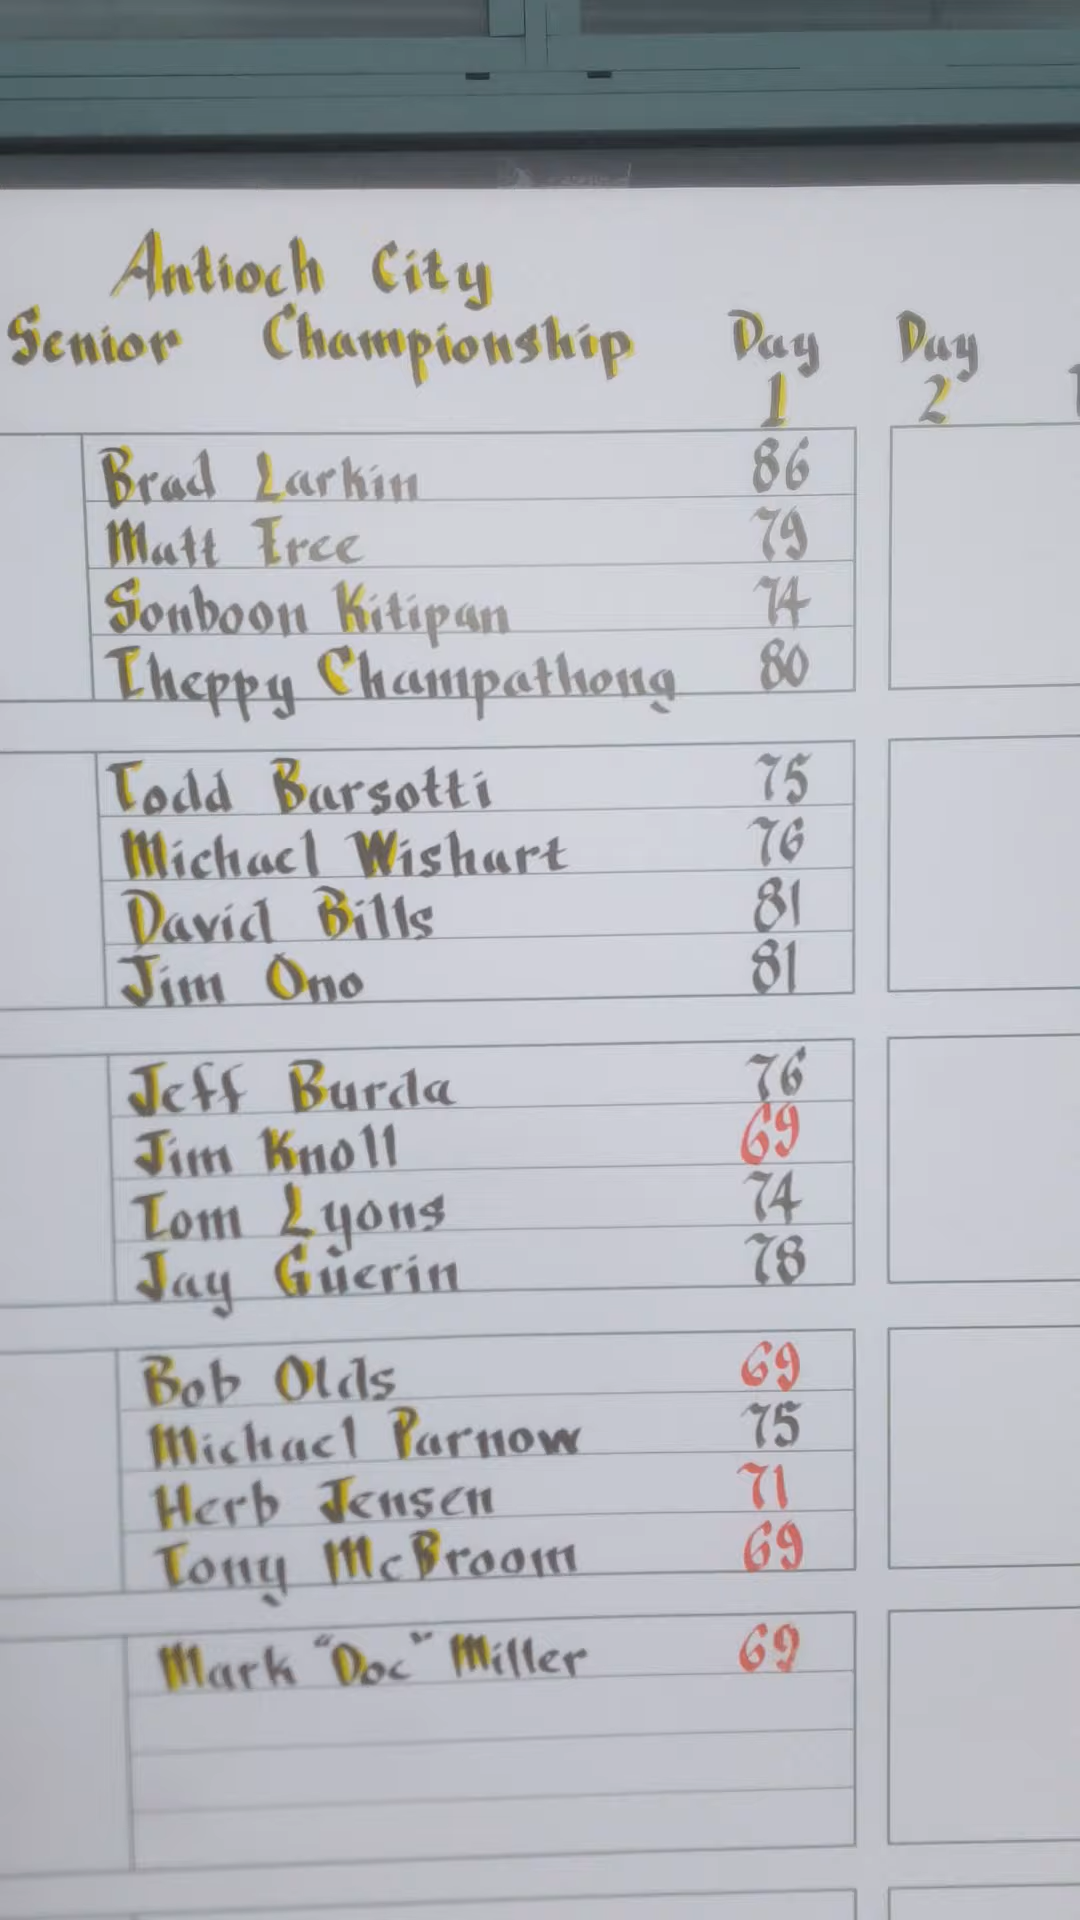 Antioch City
Senior Championship Day 1 Day 2
Brad Larkin 86
Matt Tree 79
Sonboon Kitipan 74
Theppy Champathong 80
Todd Barsotti 75
Michael Wishart 76
David Bills 81
Jim Ono 81
Jeff Burda 76
Jim Knoll 69
Tom Lyons 74
Jay Guerin 78
Bob Olds 69
Michael Parnow 75
Herb Jensen 71
Tony McBroom 69
Mark "Doc" Miller 69